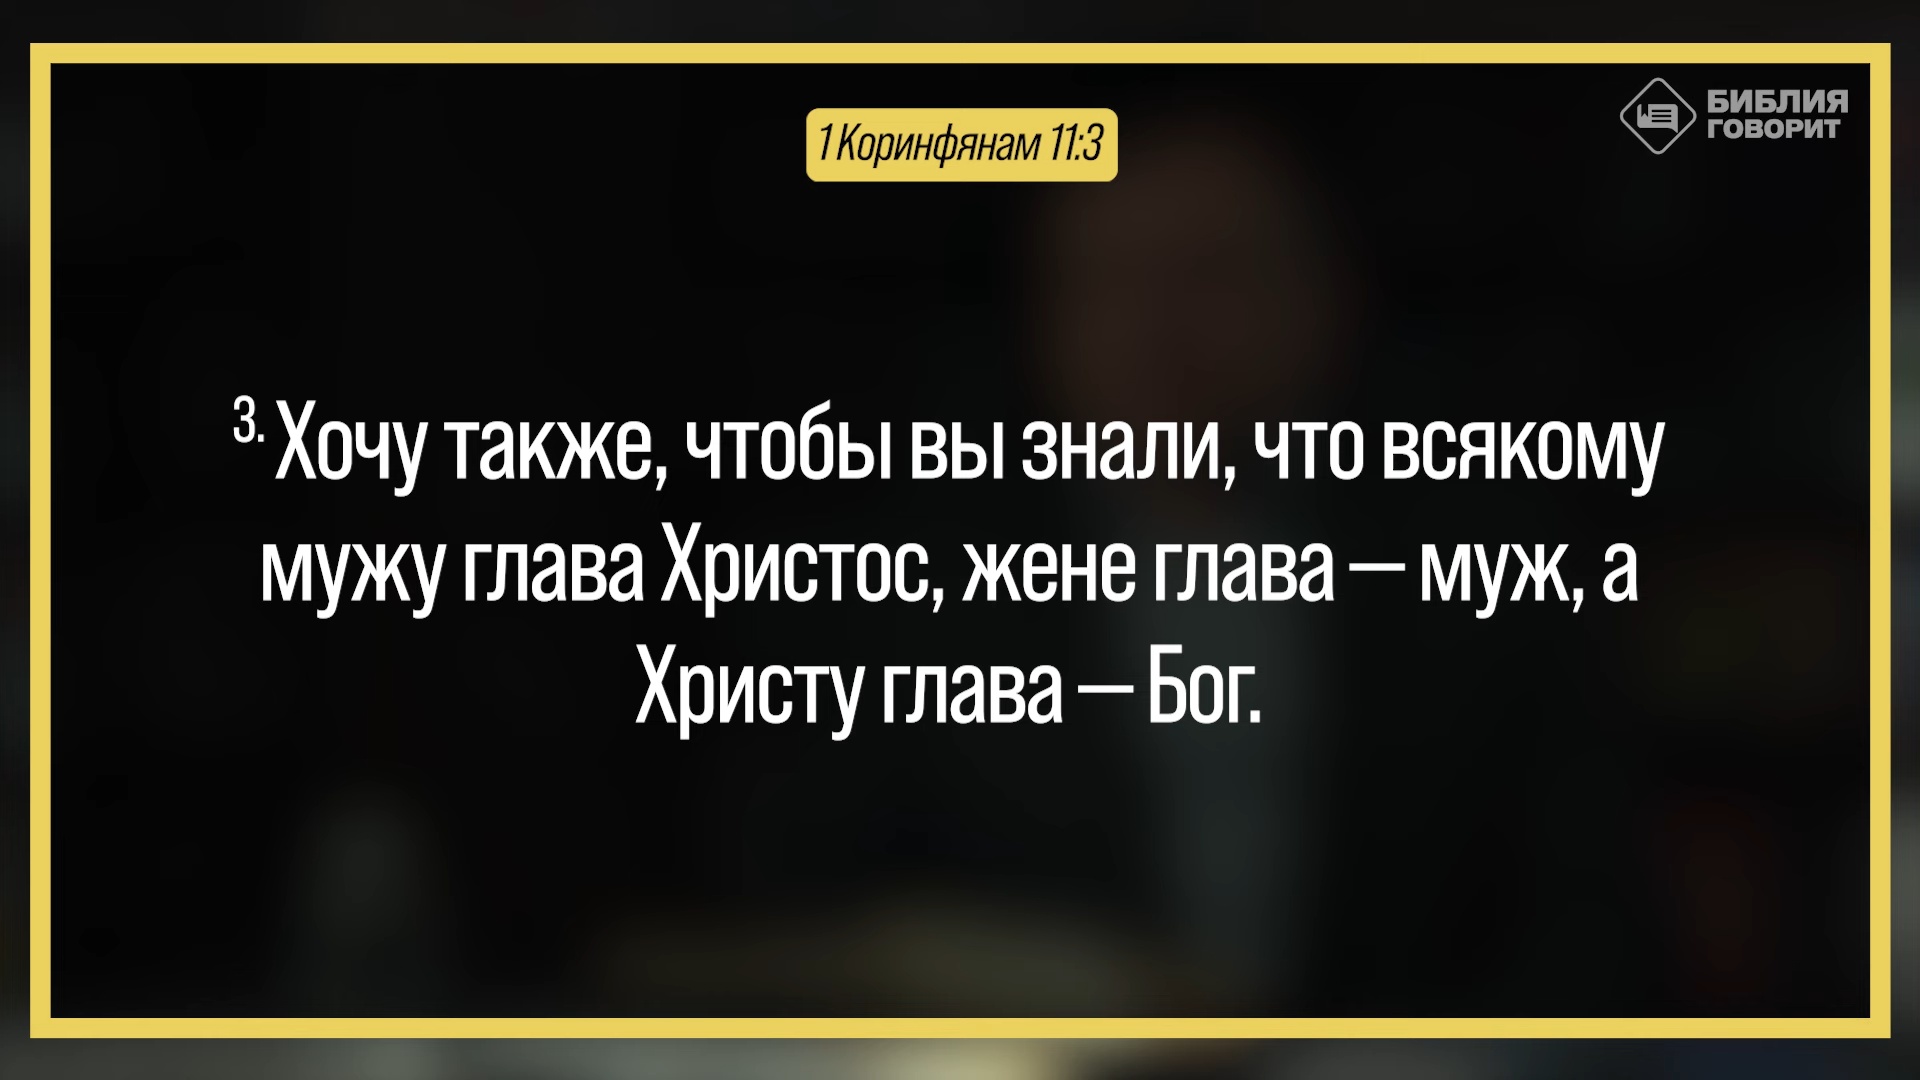 БИБЛИЯ
ГОВОРИТ
1 Коринфянам 11:3
3. Хочу также, чтобы вы знали, что всякому
мужу глава Христос, жене глава — муж, а
Христу глава — Бог.